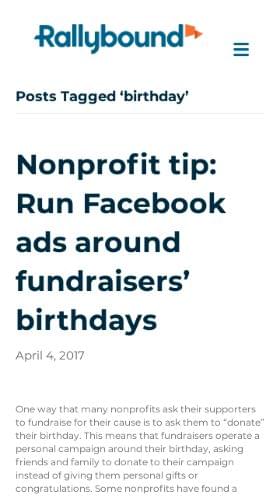 Rallybound
Posts Tagged ‘birthday’
Nonprofit tip:
Run Facebook
ads around
fundraisers’
birthdays
April 4, 2017
One way that many nonprofits ask their supporters
to fundraise for their cause is to ask them to “donate”
their birthday. This means that fundraisers operate a
personal campaign around their birthday, asking
friends and family to donate to their campaign
instead of giving them personal gifts or
congratulations. Some nonprofits have found a